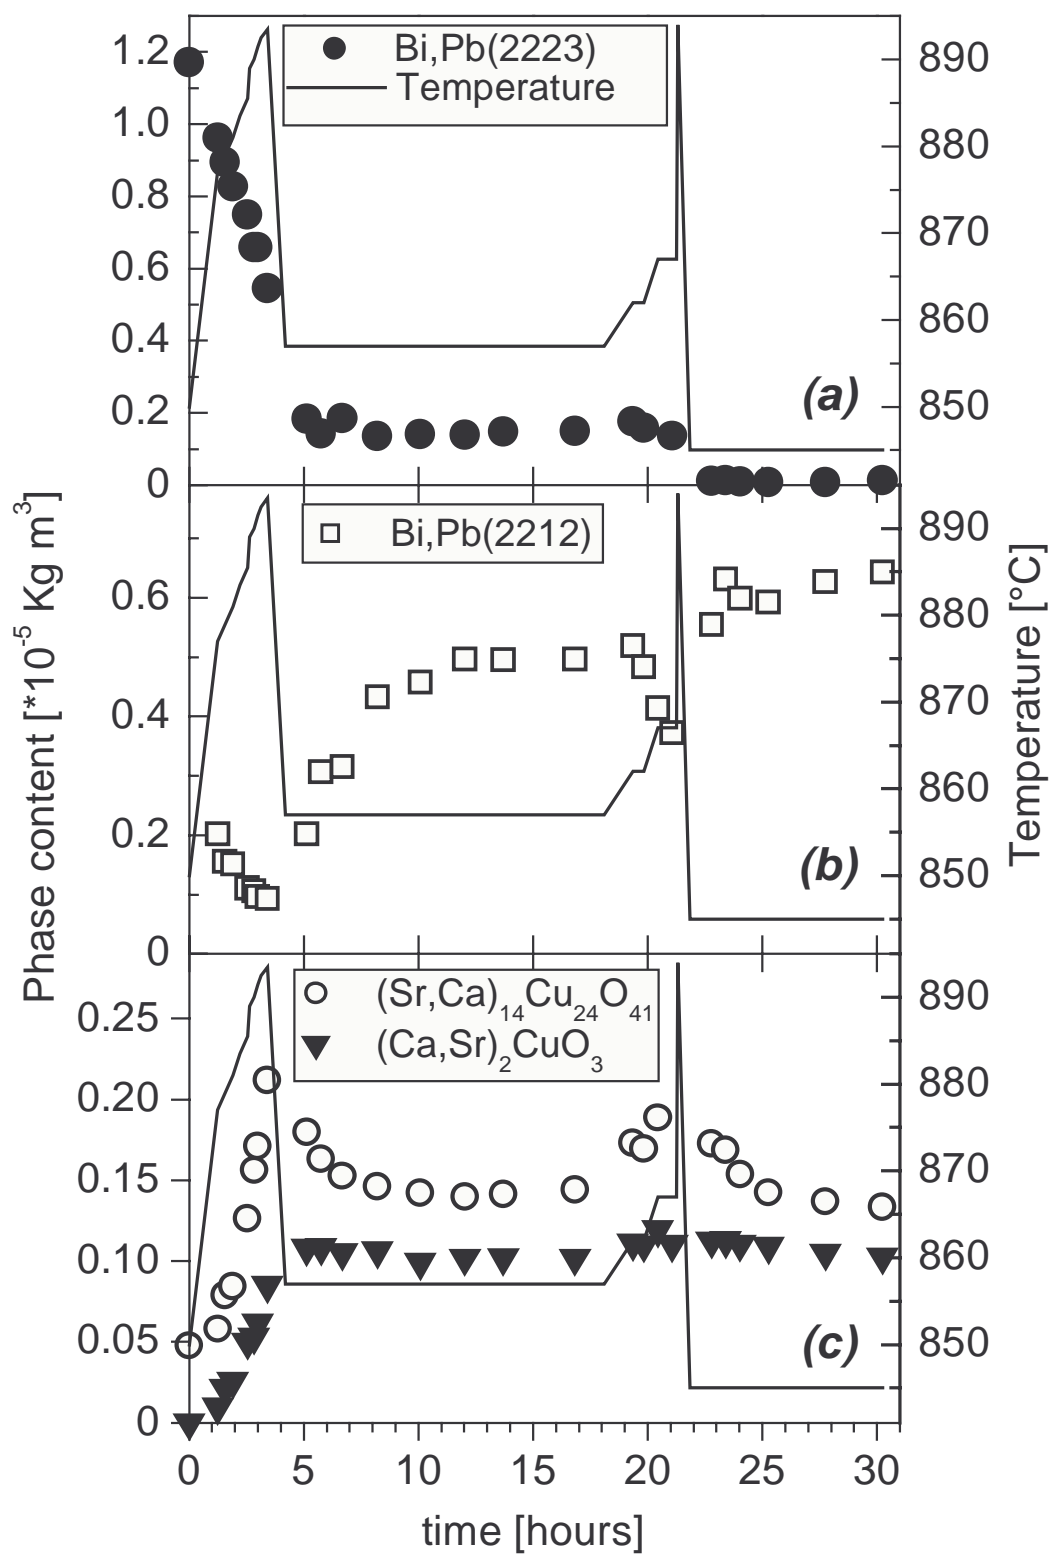 Phase content [*10-5 Kg m3]
Temperature [°C]
1.2
1.0
0.8
0.6
0.4
0.2
0
Bi,Pb(2223)
Temperature
890
880
870
860
850
(a)
0.6
0.4
0.2
0
Bi,Pb(2212)
890
880
870
860
850
(b)
0.25
0.20
0.15
0.10
0.05
0
(Sr,Ca)14Cu24O41
(Ca,Sr)2CuO3
890
880
870
860
850
(c)
0 5 10 15 20 25 30
time [hours]